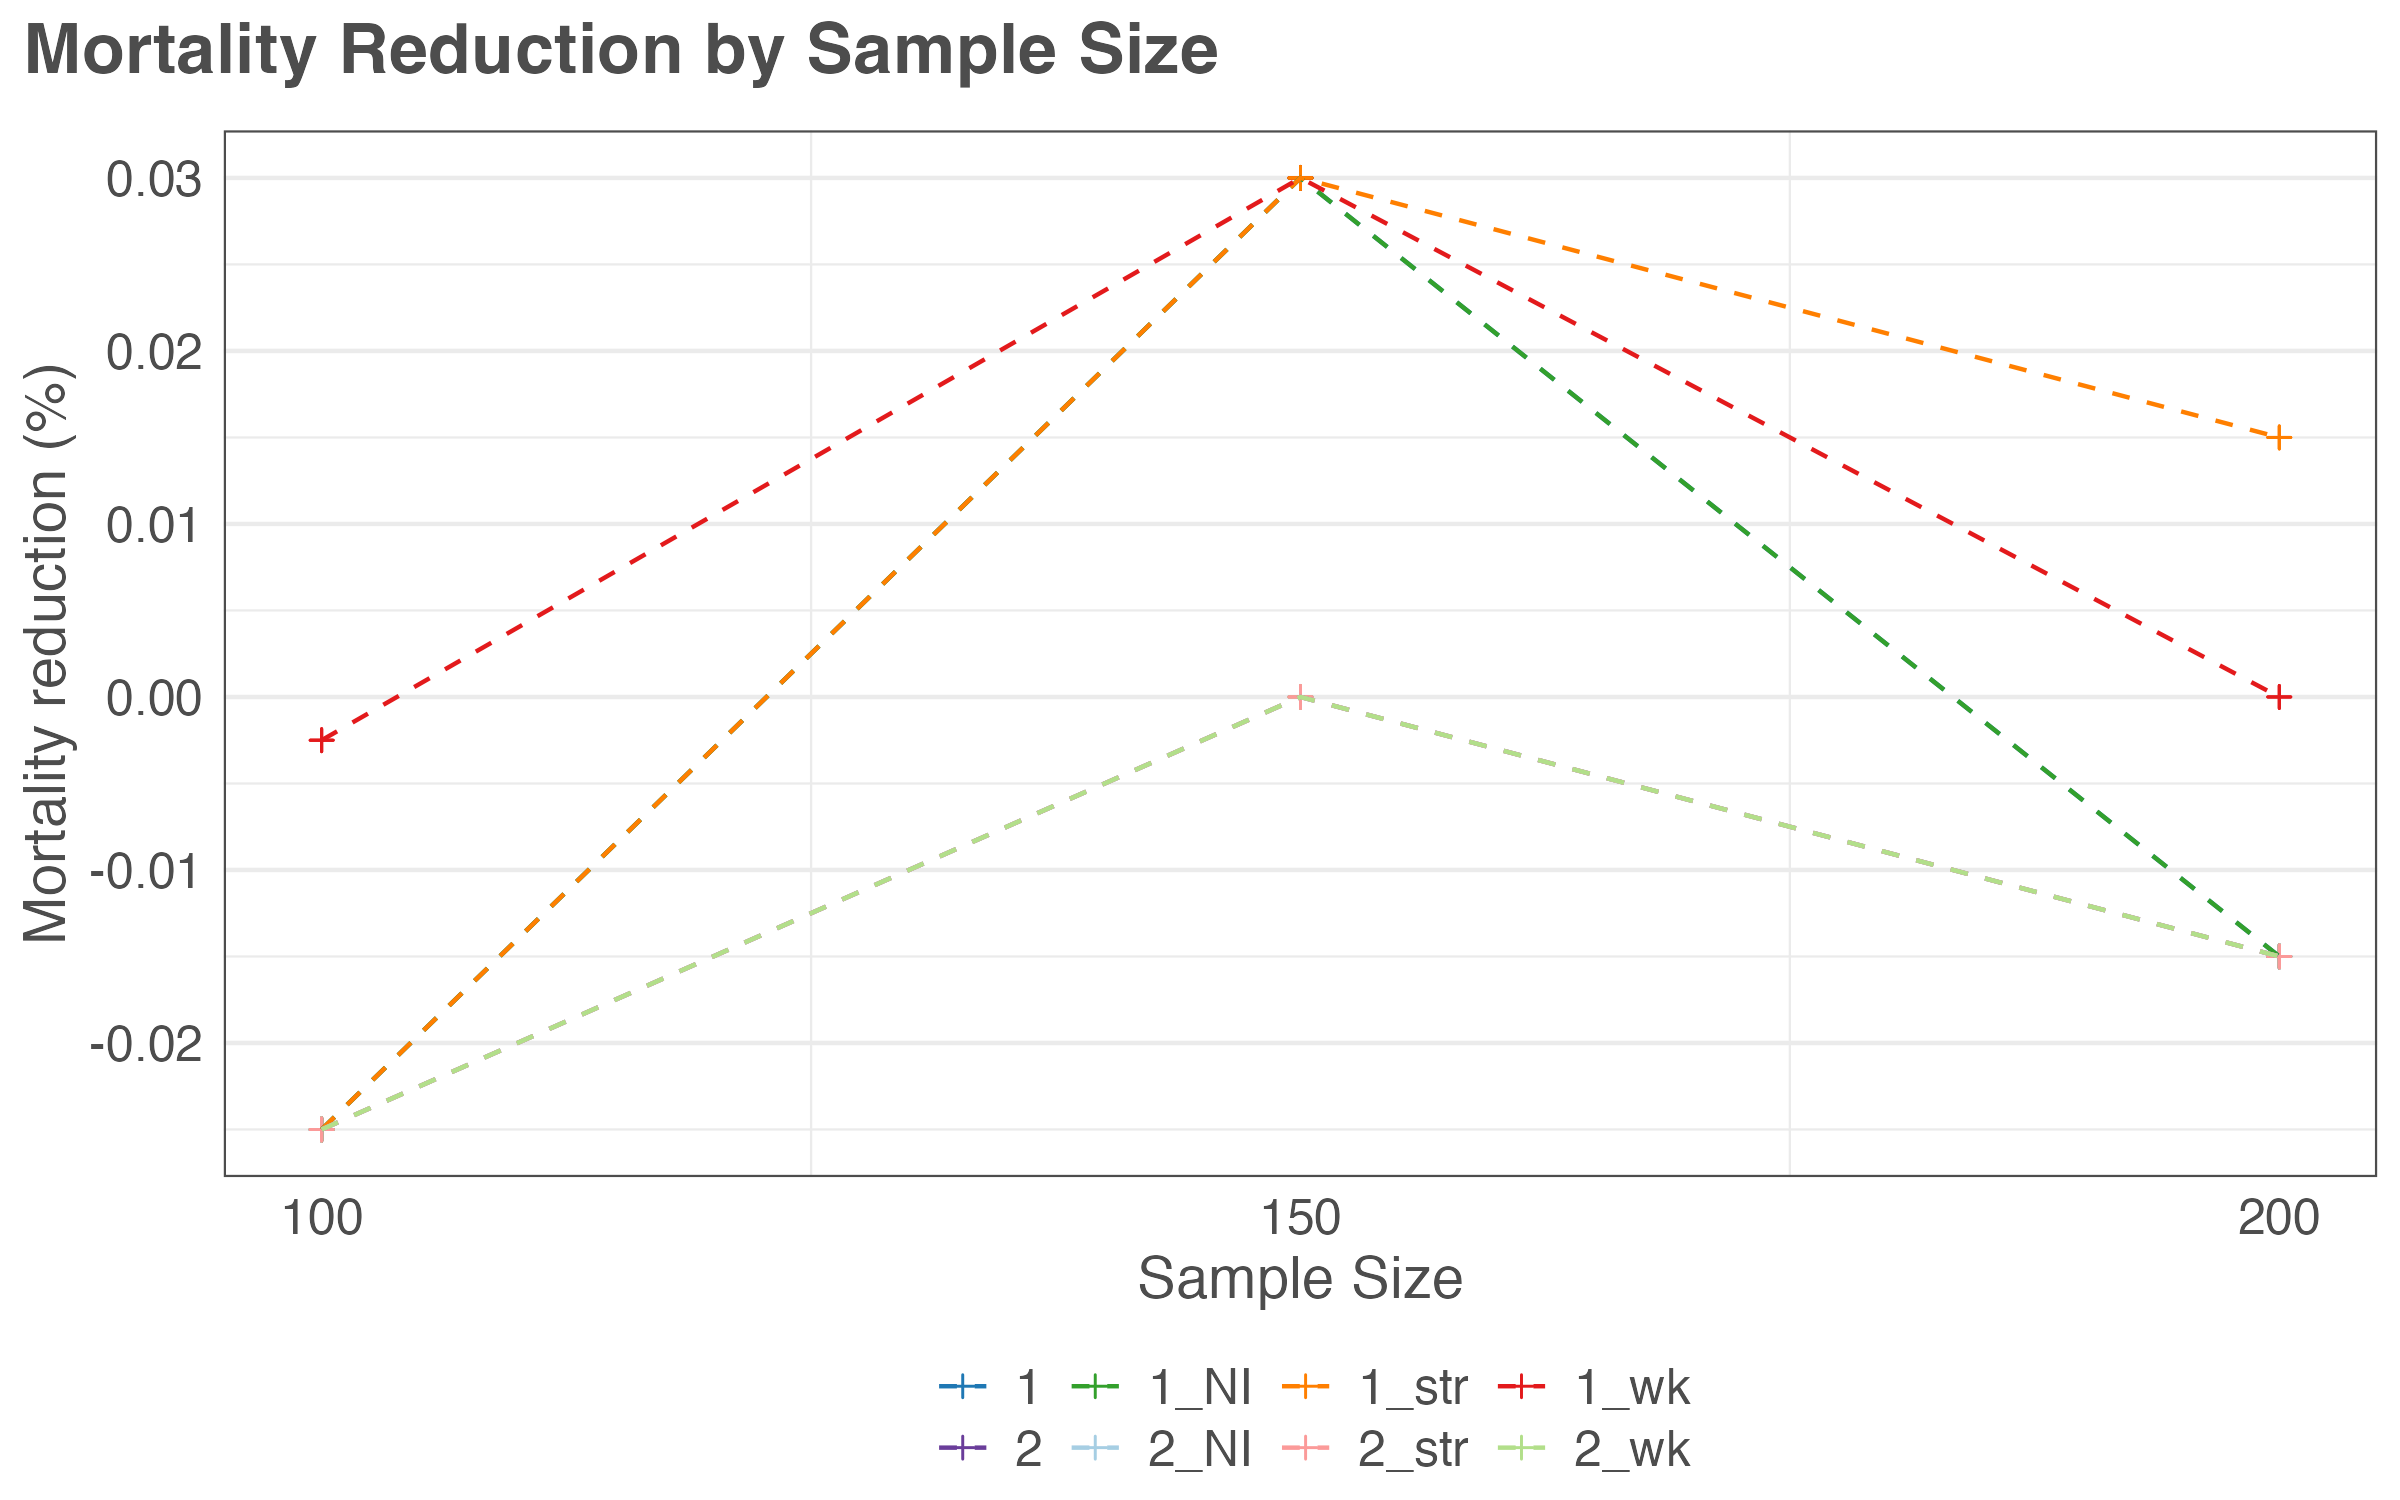 Mortality Reduction by Sample Size
Mortality reduction (%)
0.03
0.02
0.01
0.00
-0.01
-0.02
100 150 200
Sample Size
1 1_NI 1_str 1_wk
2 2_NI 2_str 2_wk